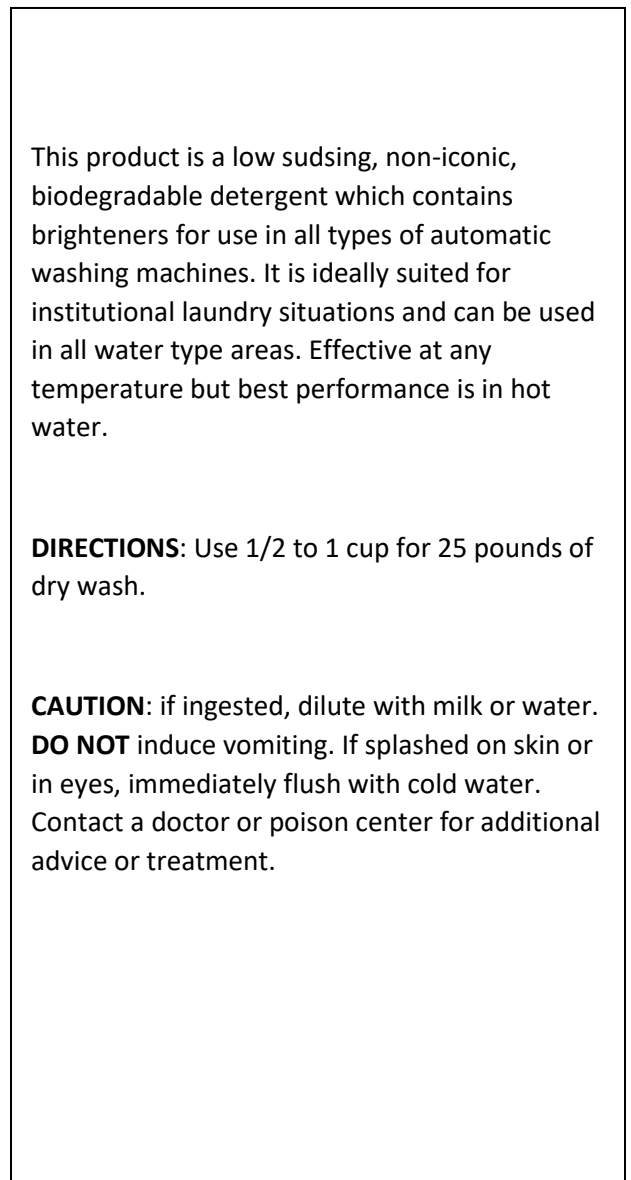 This product is a low sudsing, non-iconic,
biodegradable detergent which contains
brighteners for use in all types of automatic
washing machines. It is ideally suited for
institutional laundry situations and can be used
in all water type areas. Effective at any
temperature but best performance is in hot
water.
DIRECTIONS: Use 1/2 to 1 cup for 25 pounds of
dry wash.
CAUTION: if ingested, dilute with milk or water.
DO NOT induce vomiting. If splashed on skin or
in eyes, immediately flush with cold water.
Contact a doctor or poison center for additional
advice or treatment.